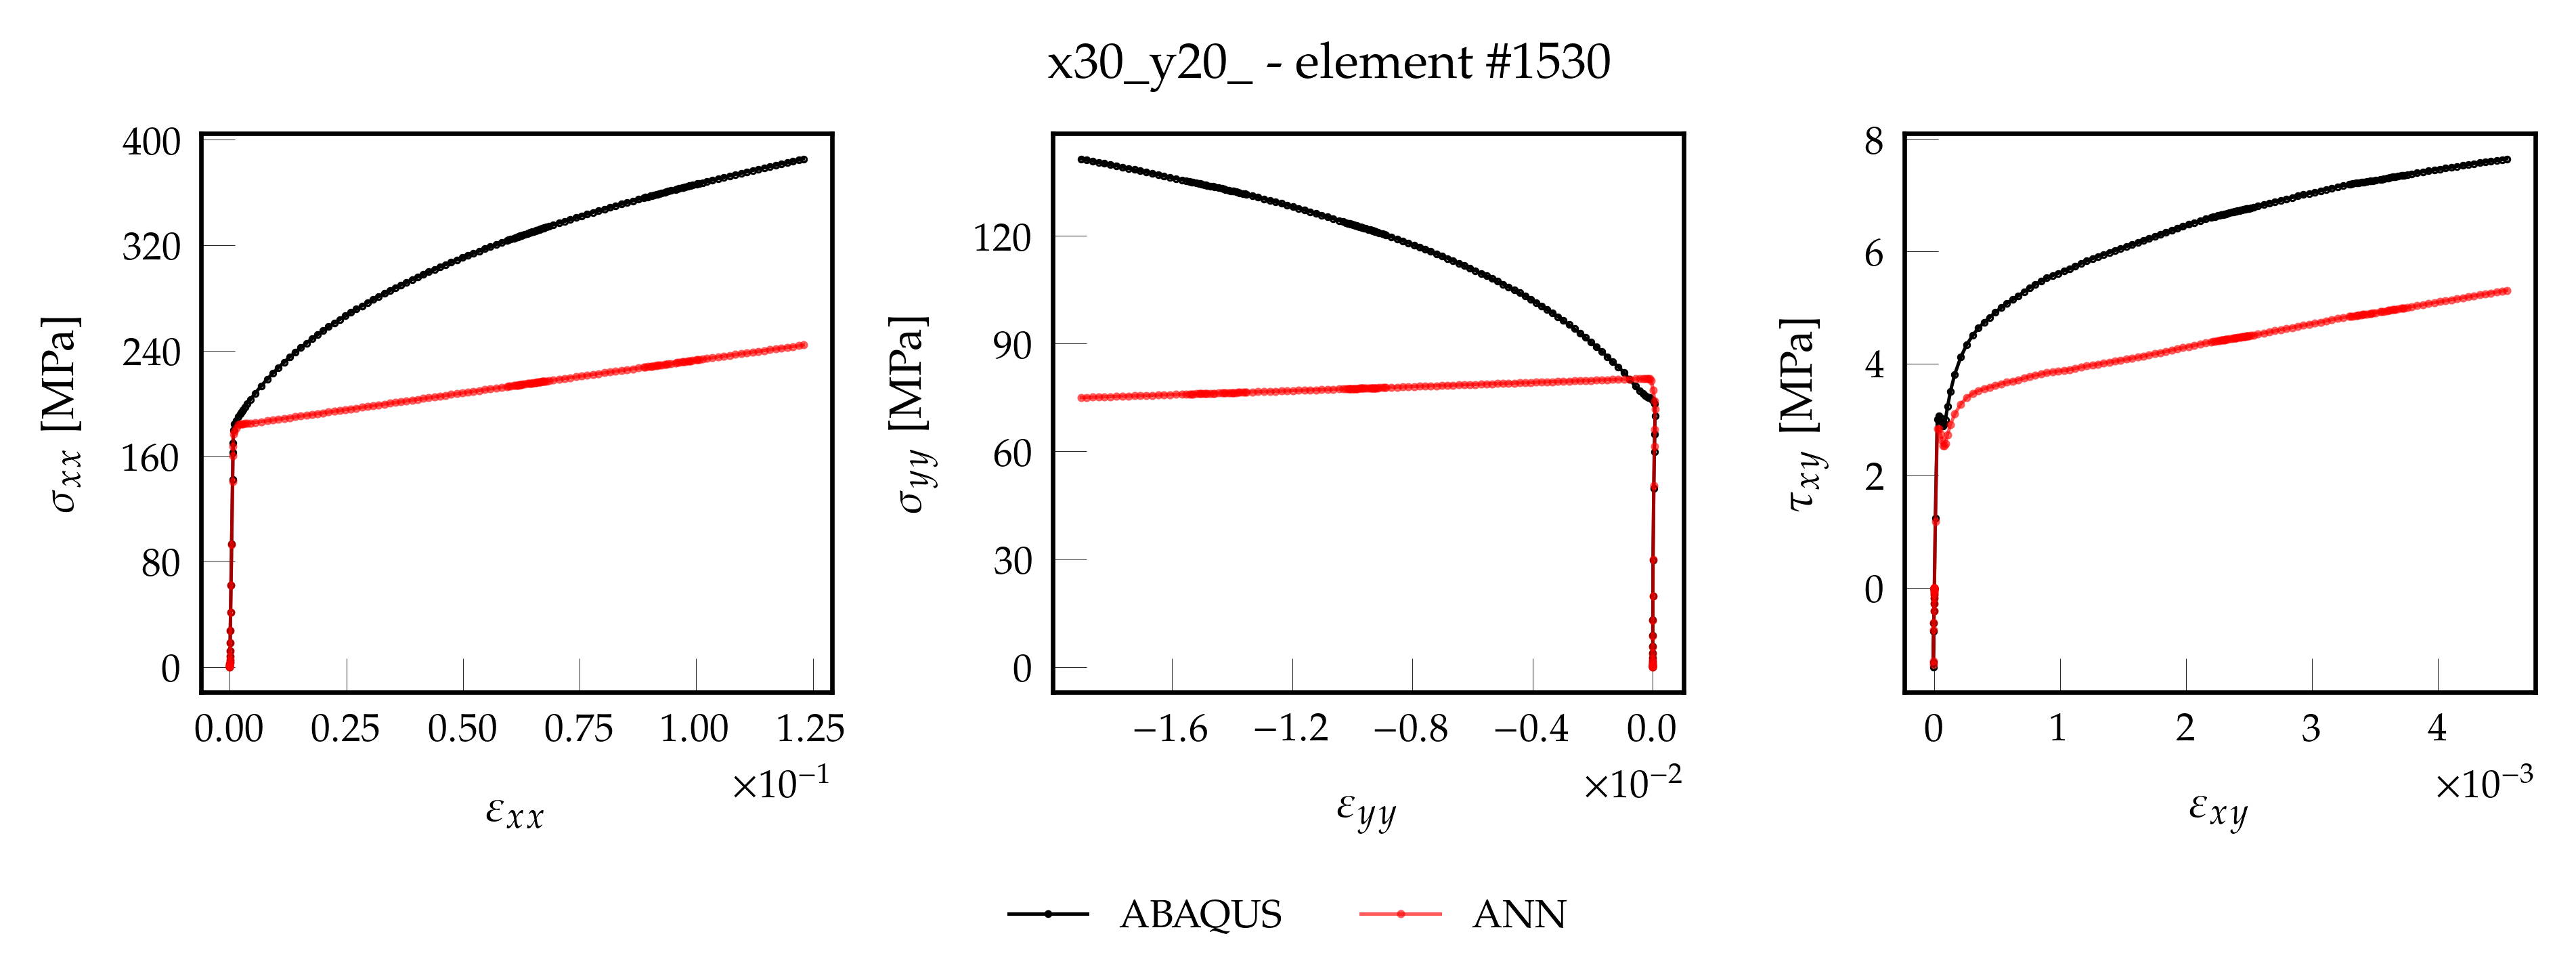 x30_y20_ - element #1530
400
320
240
160
80
0
σxx [MPa]
0.00 0.25 0.50 0.75 1.00 1.25
×10⁻¹
εxx
120
90
60
30
0
σyy [MPa]
−1.6 −1.2 −0.8 −0.4 0.0
×10⁻²
εyy
8
6
4
2
0
τxy [MPa]
0 1 2 3 4
×10⁻³
εxy
ABAQUS ANN